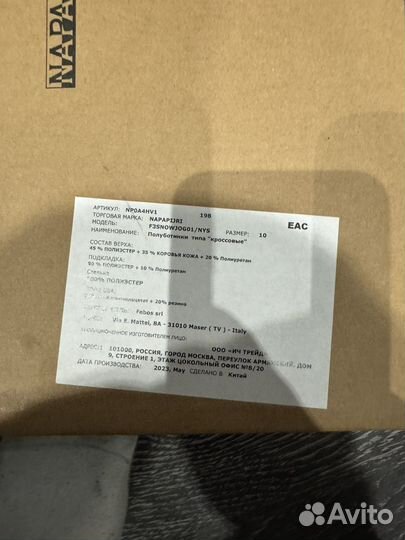 NAPA
АРТИКУЛ: NP0A4HV1 198
ТОРГОВАЯ МАРКА: NAPAPIJRI
МОДЕЛЬ: F3SNOWJOG01/NYS РАЗМЕР: 10 EAC
НАИМЕНОВАНИЕ: Полуботинки типа "кроссовые"
СОСТАВ ВЕРХА:
45 % ПОЛИЭСТЕР + 35 % КОРОВЬЯ КОЖА + 20 % Полиуретан
ПОДКЛАДКА:
90 % ПОЛИЭСТЕР + 10 % Полиуретан
Стелька
100% ПОЛИЭСТЕР
+ 20% резина
Febos srl
Via E. Mattei, 8A - 31010 Maser ( TV ) - Italy
ЛИЦО:
ООО «ИЧ ТРЕЙД»
АДРЕС: 101000, РОССИЯ, ГОРОД МОСКВА, ПЕРЕУЛОК АРМЯНСКИЙ, ДОМ
9, СТРОЕНИЕ 1, ЭТАЖ ЦОКОЛЬНЫЙ ОФИС №8/20
ДАТА ПРОИЗВОДСТВА: 2023, May СДЕЛАНО В Китай
Avito